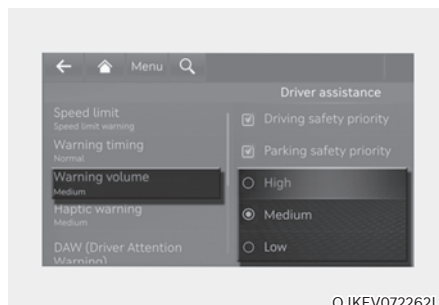 Menu
Driver assistance
Speed limit
Speed limit warning
Warning timing
Normal
Warning volume
Medium
Haptic warning
Medium
DAW (Driver Attention
Warning)
Driving safety priority
Parking safety priority
High
Medium
Low
OJKEV072262L